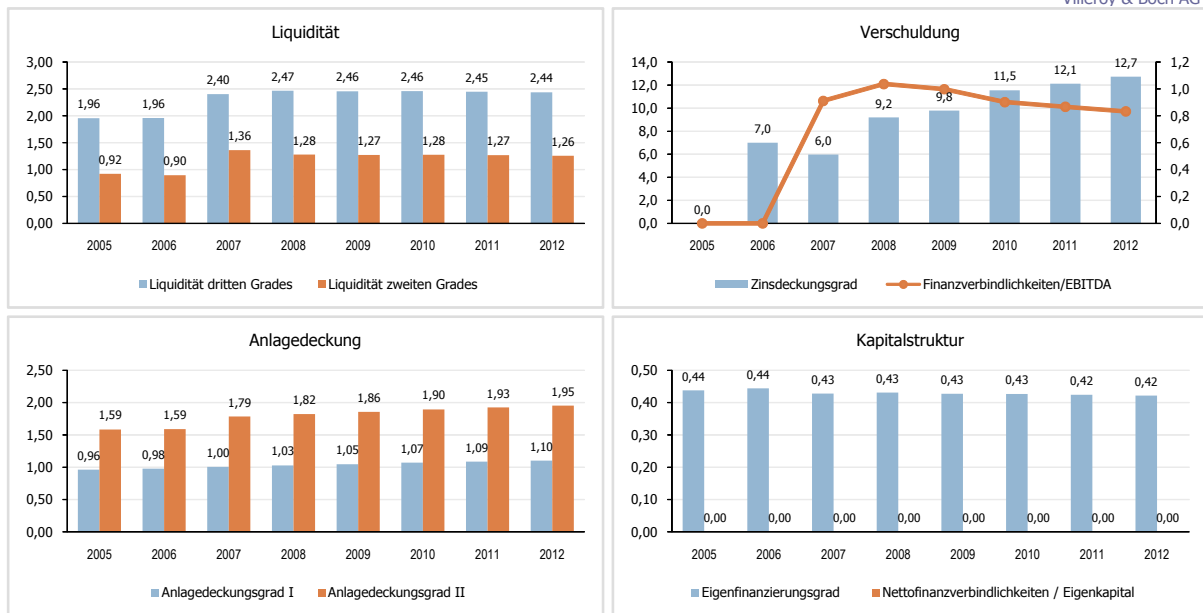 Villeroy & Boch AG
Liquidität
3,00
2,50
2,00
1,50
1,00
0,50
0,00
1,96 1,96 2,40 2,47 2,46 2,46 2,45 2,44
0,92 0,90 1,36 1,28 1,27 1,28 1,27 1,26
2005 2006 2007 2008 2009 2010 2011 2012
Liquidität dritten Grades Liquidität zweiten Grades
Verschuldung
14,0 1,2
12,0 1,0
10,0 0,8
8,0
6,0 0,6
4,0 0,4
2,0 0,2
0,0 0,0
0,0 7,0 6,0 9,2 9,8 11,5 12,1 12,7
2005 2006 2007 2008 2009 2010 2011 2012
Zinsdeckungsgrad Finanzverbindlichkeiten/EBITDA
Anlagedeckung
2,50
2,00
1,50
1,00
0,50
0,00
1,59 1,59 1,79 1,82 1,86 1,90 1,93 1,95
0,96 0,98 1,00 1,03 1,05 1,07 1,09 1,10
2005 2006 2007 2008 2009 2010 2011 2012
Anlagedeckungsgrad I Anlagedeckungsgrad II
Kapitalstruktur
0,50
0,40
0,30
0,20
0,10
0,00
0,44 0,44 0,43 0,43 0,43 0,43 0,42 0,42
0,00 0,00 0,00 0,00 0,00 0,00 0,00 0,00
2005 2006 2007 2008 2009 2010 2011 2012
Eigenfinanzierungsgrad Nettofinanzverbindlichkeiten / Eigenkapital